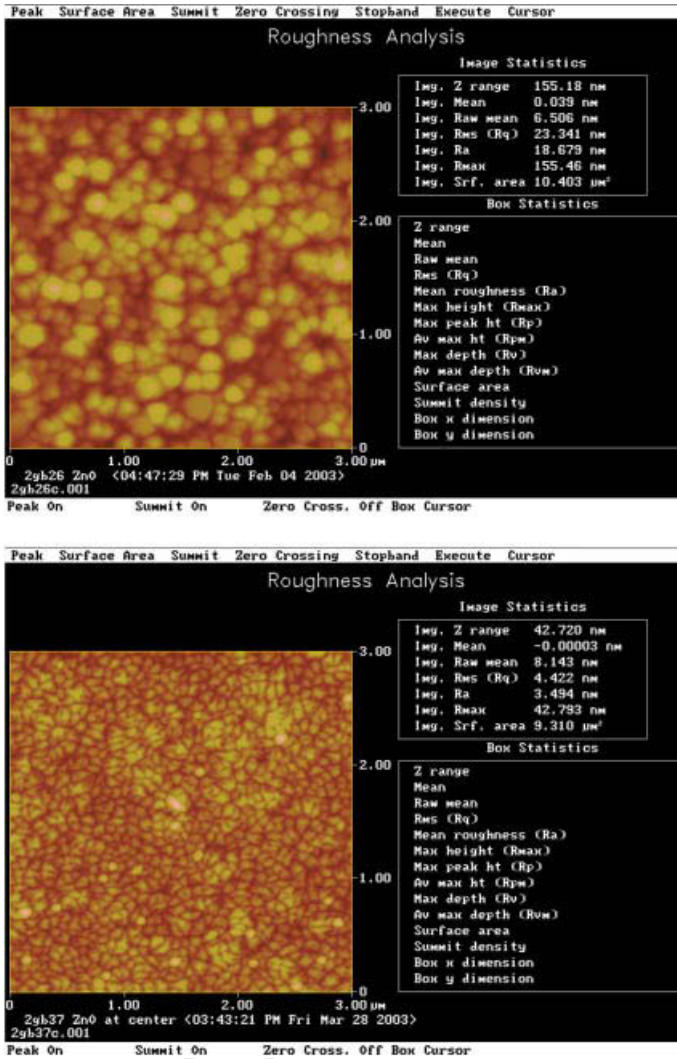 Peak Surface Area Summit Zero Crossing Stopband Execute Cursor
Roughness Analysis
Image Statistics
Img. Z range 155.18 nm
Img. Mean 0.039 nm
Img. Raw mean 6.506 nm
Img. Rms (Rq) 23.341 nm
Img. Ra 18.679 nm
Img. Rmax 155.46 nm
Img. Srf. area 10.403 μm²
Box Statistics
Z range
Mean
Raw mean
Rms (Rq)
Mean roughness (Ra)
Max height (Rmax)
Max peak ht (Rp)
Av max ht (Rpm)
Max depth (Rv)
Av max depth (Rvm)
Surface area
Summit density
Box x dimension
Box y dimension
3.00
2.00
1.00
0
0 1.00 2.00 3.00 μm
2gb26 ZnO <04:47:29 PM Tue Feb 04 2003>
2gb26c.001
Peak On Summit On Zero Cross. Off Box Cursor
Peak Surface Area Summit Zero Crossing Stopband Execute Cursor
Roughness Analysis
Image Statistics
Img. Z range 42.720 nm
Img. Mean -0.00003 nm
Img. Raw mean 8.143 nm
Img. Rms (Rq) 4.422 nm
Img. Ra 3.494 nm
Img. Rmax 42.793 nm
Img. Srf. area 9.310 μm²
Box Statistics
Z range
Mean
Raw mean
Rms (Rq)
Mean roughness (Ra)
Max height (Rmax)
Max peak ht (Rp)
Av max ht (Rpm)
Max depth (Rv)
Av max depth (Rvm)
Surface area
Summit density
Box x dimension
Box y dimension
3.00
2.00
1.00
0
0 1.00 2.00 3.00 μm
2gb37 ZnO at center <03:43:21 PM Fri Mar 28 2003>
2gb37c.001
Peak On Summit On Zero Cross. Off Box Cursor